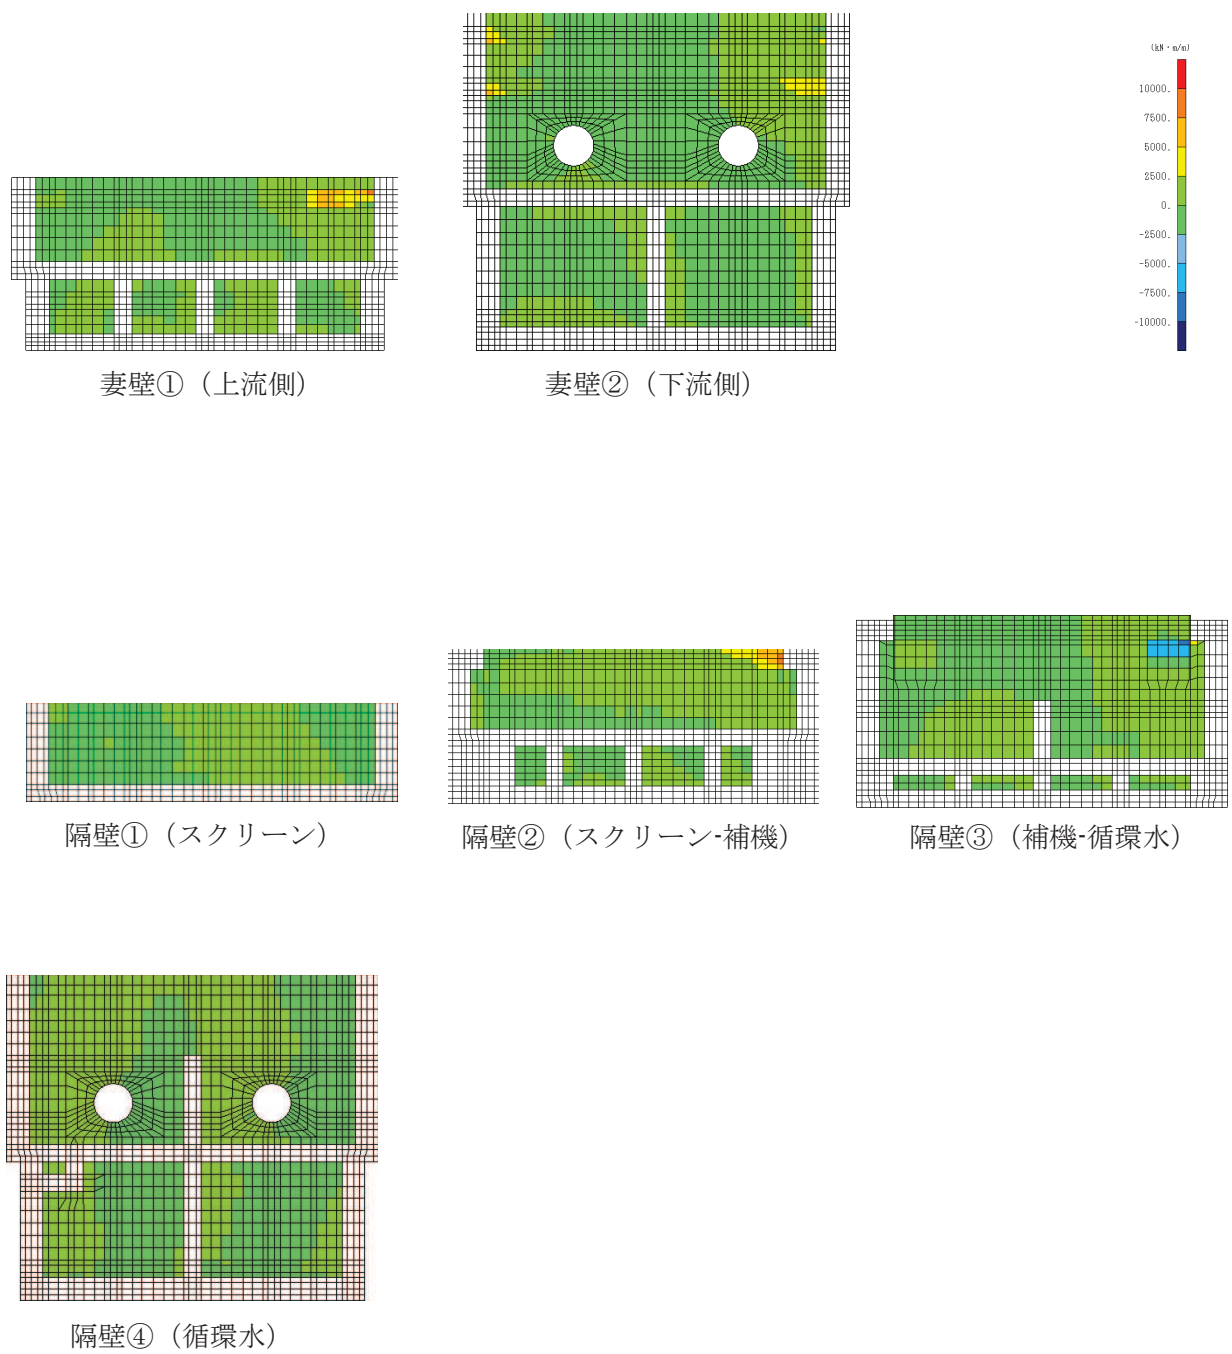 (kN・m/m)
10000.
7500.
5000.
2500.
0.
-2500.
-5000.
-7500.
-10000.
妻壁①（上流側）
妻壁②（下流側）
隔壁①（スクリーン）
隔壁②（スクリーン-補機）
隔壁③（補機-循環水）
隔壁④（循環水）